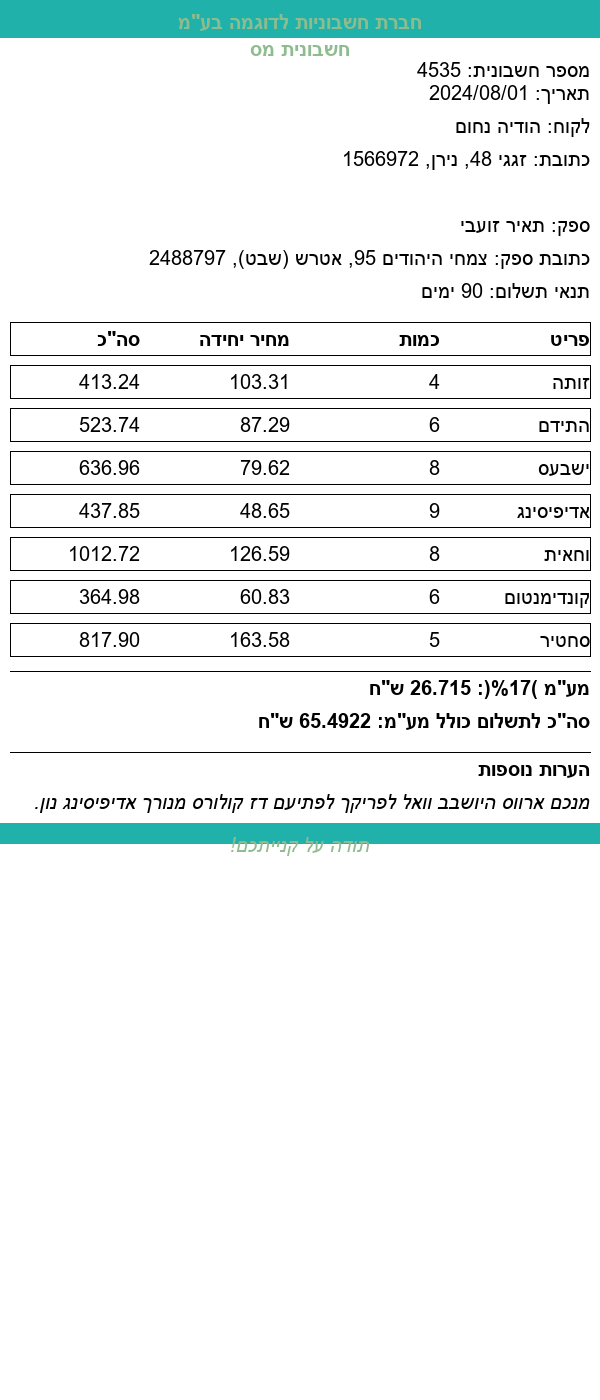 חברת חשבוניות לדוגמה בע"מ
חשבונית מס
מספר חשבונית: 4535
תאריך: 2024/08/01
לקוח: הודיה נחום
כתובת: זגגי 48, נירן, 1566972
ספק: תאיר זועבי
כתובת ספק: צמחי היהודים 95, אטרש (שבט), 2488797
תנאי תשלום: 90 ימים
פריט כמות מחיר יחידה סה"כ
זותה 4 103.31 413.24
התידם 6 87.29 523.74
ישבעס 8 79.62 636.96
אדיפיסינג 9 48.65 437.85
וחאית 8 126.59 1012.72
קונדימנטום 6 60.83 364.98
סחטיר 5 163.58 817.90
מע"מ )17%(: 26.715 ש"ח
סה"כ לתשלום כולל מע"מ: 65.4922 ש"ח
הערות נוספות
מנכם ארווס היושבב וואל לפריקך לפתיעם דז קולורס מנורך אדיפיסינג נון.
תודה על קנייתכם!